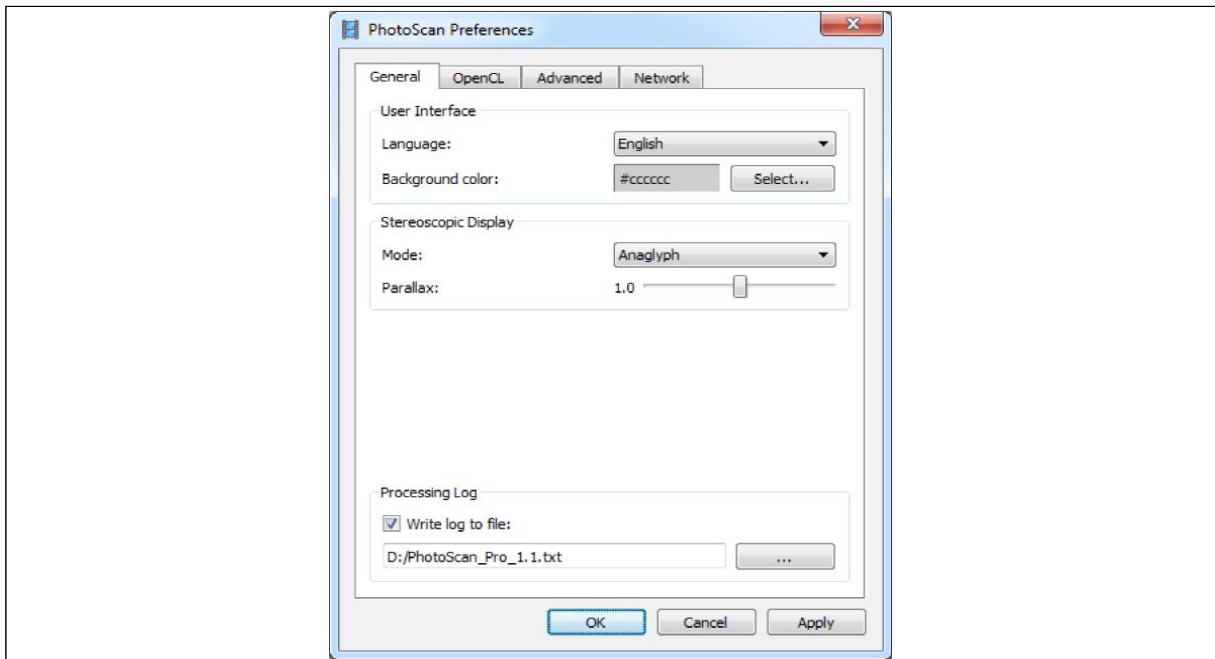 PhotoScan Preferences
General OpenCL Advanced Network
User Interface
Language: English
Background color: #cccccc Select...
Stereoscopic Display
Mode: Anaglyph
Parallax: 1.0
Processing Log
Write log to file:
D:/PhotoScan_Pro_1.1.txt ...
OK Cancel Apply